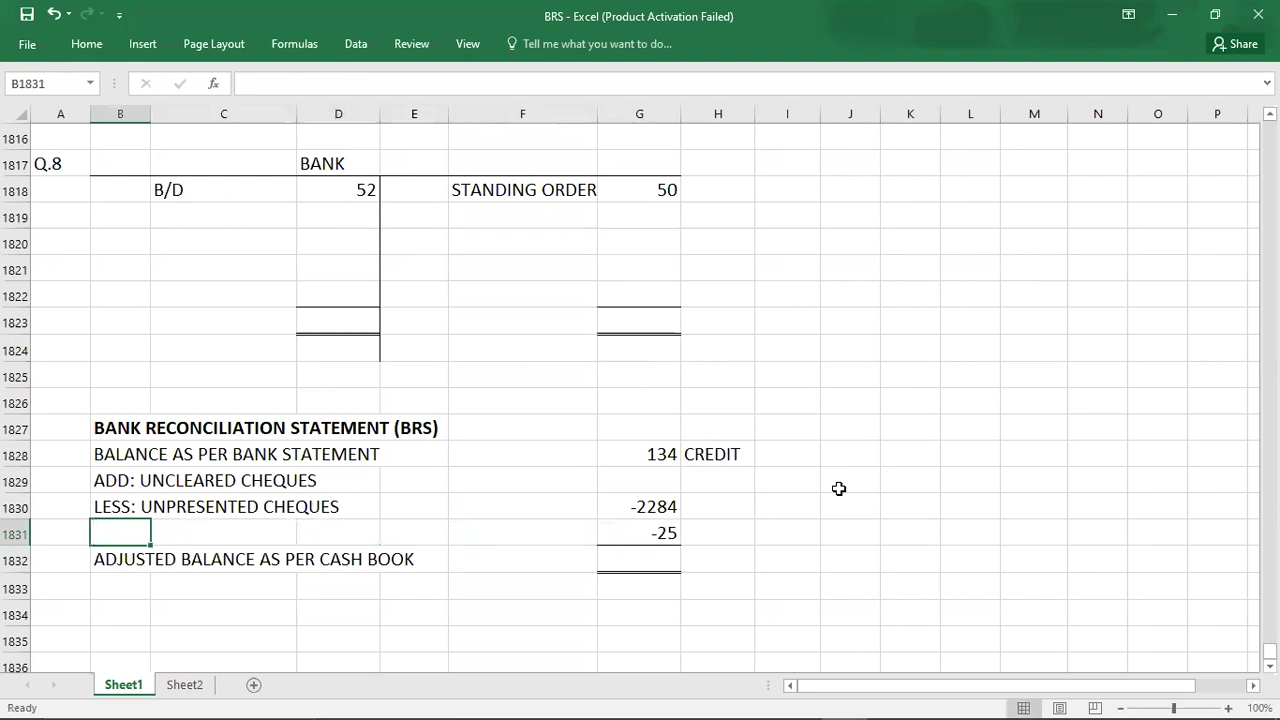 BRS - Excel (Product Activation Failed)
File Home Insert Page Layout Formulas Data Review View Tell me what you want to do... Share
B1831 fx
A B C D E F G H I J K L M N O P
1816
1817 Q.8 BANK
1818 B/D 52 STANDING ORDER 50
1819
1820
1821
1822
1823
1824
1825
1826
1827 BANK RECONCILIATION STATEMENT (BRS)
1828 BALANCE AS PER BANK STATEMENT 134 CREDIT
1829 ADD: UNCLEARED CHEQUES
1830 LESS: UNPRESENTED CHEQUES -2284
1831 -25
1832 ADJUSTED BALANCE AS PER CASH BOOK
1833
1834
1835
1836
Sheet1 Sheet2
Ready 100%